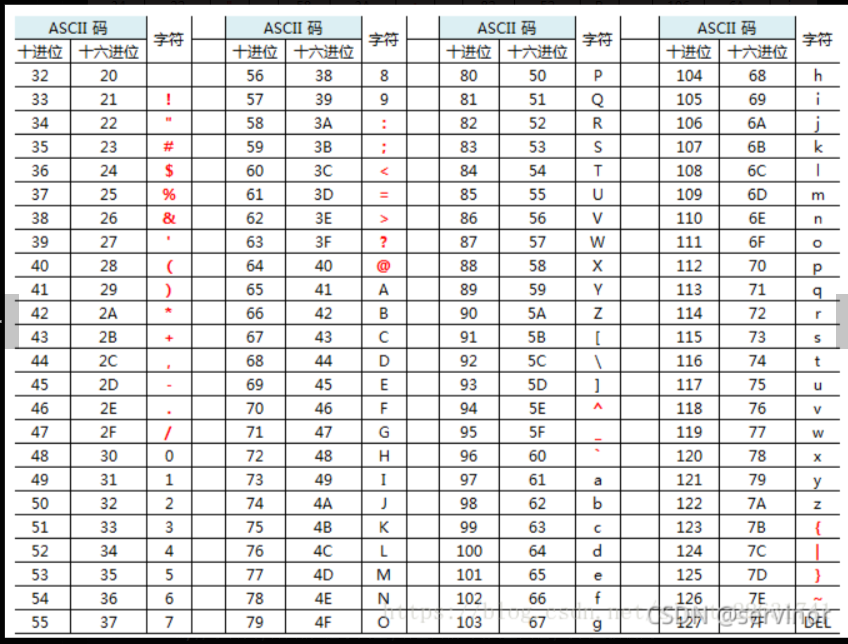 ASCII 码 字符 ASCII 码 字符 ASCII 码 字符 ASCII 码 字符
十进位 十六进位 十进位 十六进位 十进位 十六进位 十进位 十六进位
32 20 56 38 8 80 50 P 104 68 h
33 21 ! 57 39 9 81 51 Q 105 69 i
34 22 " 58 3A : 82 52 R 106 6A j
35 23 # 59 3B ; 83 53 S 107 6B k
36 24 $ 60 3C < 84 54 T 108 6C l
37 25 % 61 3D = 85 55 U 109 6D m
38 26 & 62 3E > 86 56 V 110 6E n
39 27 ' 63 3F ? 87 57 W 111 6F o
40 28 ( 64 40 @ 88 58 X 112 70 p
41 29 ) 65 41 A 89 59 Y 113 71 q
42 2A * 66 42 B 90 5A Z 114 72 r
43 2B + 67 43 C 91 5B [ 115 73 s
44 2C , 68 44 D 92 5C \ 116 74 t
45 2D - 69 45 E 93 5D ] 117 75 u
46 2E . 70 46 F 94 5E ^ 118 76 v
47 2F / 71 47 G 95 5F _ 119 77 w
48 30 0 72 48 H 96 60 ` 120 78 x
49 31 1 73 49 I 97 61 a 121 79 y
50 32 2 74 4A J 98 62 b 122 7A z
51 33 3 75 4B K 99 63 c 123 7B {
52 34 4 76 4C L 100 64 d 124 7C |
53 35 5 77 4D M 101 65 e 125 7D }
54 36 6 78 4E N 102 66 f 126 7E ~
55 37 7 79 4F O 103 67 g 127 7F DEL